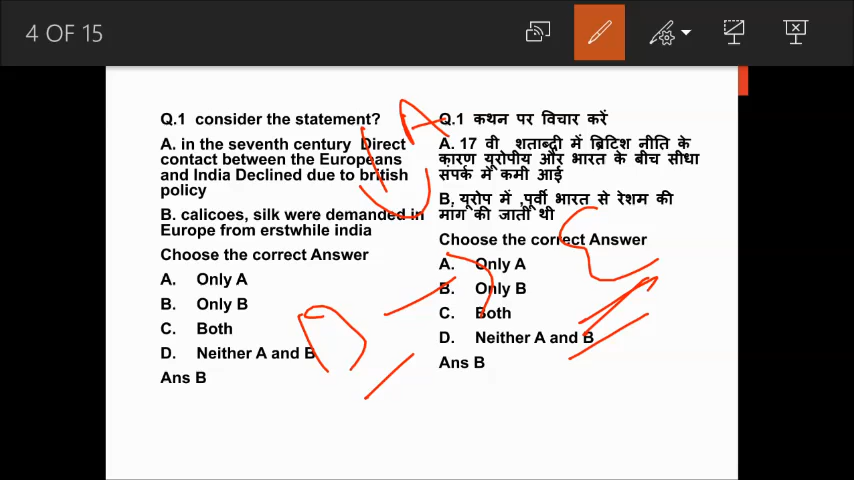 4 OF 15
Q.1 consider the statement?
A. in the seventh century Direct
contact between the Europeans
and India Declined due to british
policy
B. calicoes, silk were demanded in
Europe from erstwhile india
Choose the correct Answer
A. Only A
B. Only B
C. Both
D. Neither A and B
Ans B
A
Q.1 कथन पर विचार करें
A. 17 वी शताब्दी में ब्रिटिश नीति के
कारण यूरोपीय और भारत के बीच सीधा
संपर्क में कमी आई
B, यूरोप में ,पूर्वी भारत से रेशम की
मांग की जाती थी
Choose the correct Answer
A. Only A
B. Only B
C. Both
D. Neither A and B
Ans B